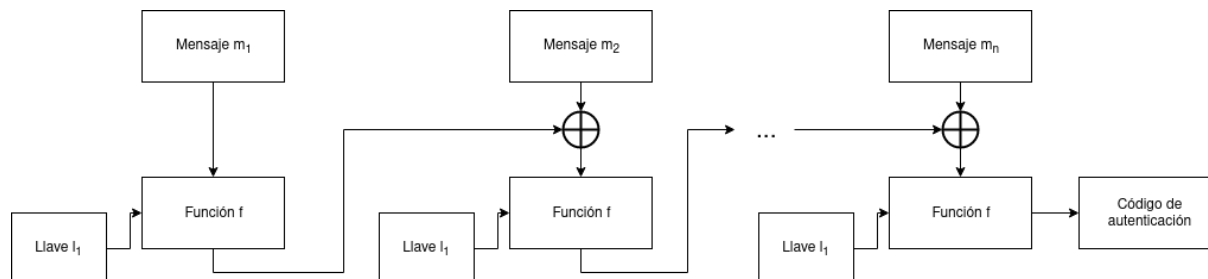 Mensaje m1
Mensaje m2
Mensaje mn
...
Función f
Función f
Función f
Código de
autenticación
Llave l1
Llave l1
Llave l1